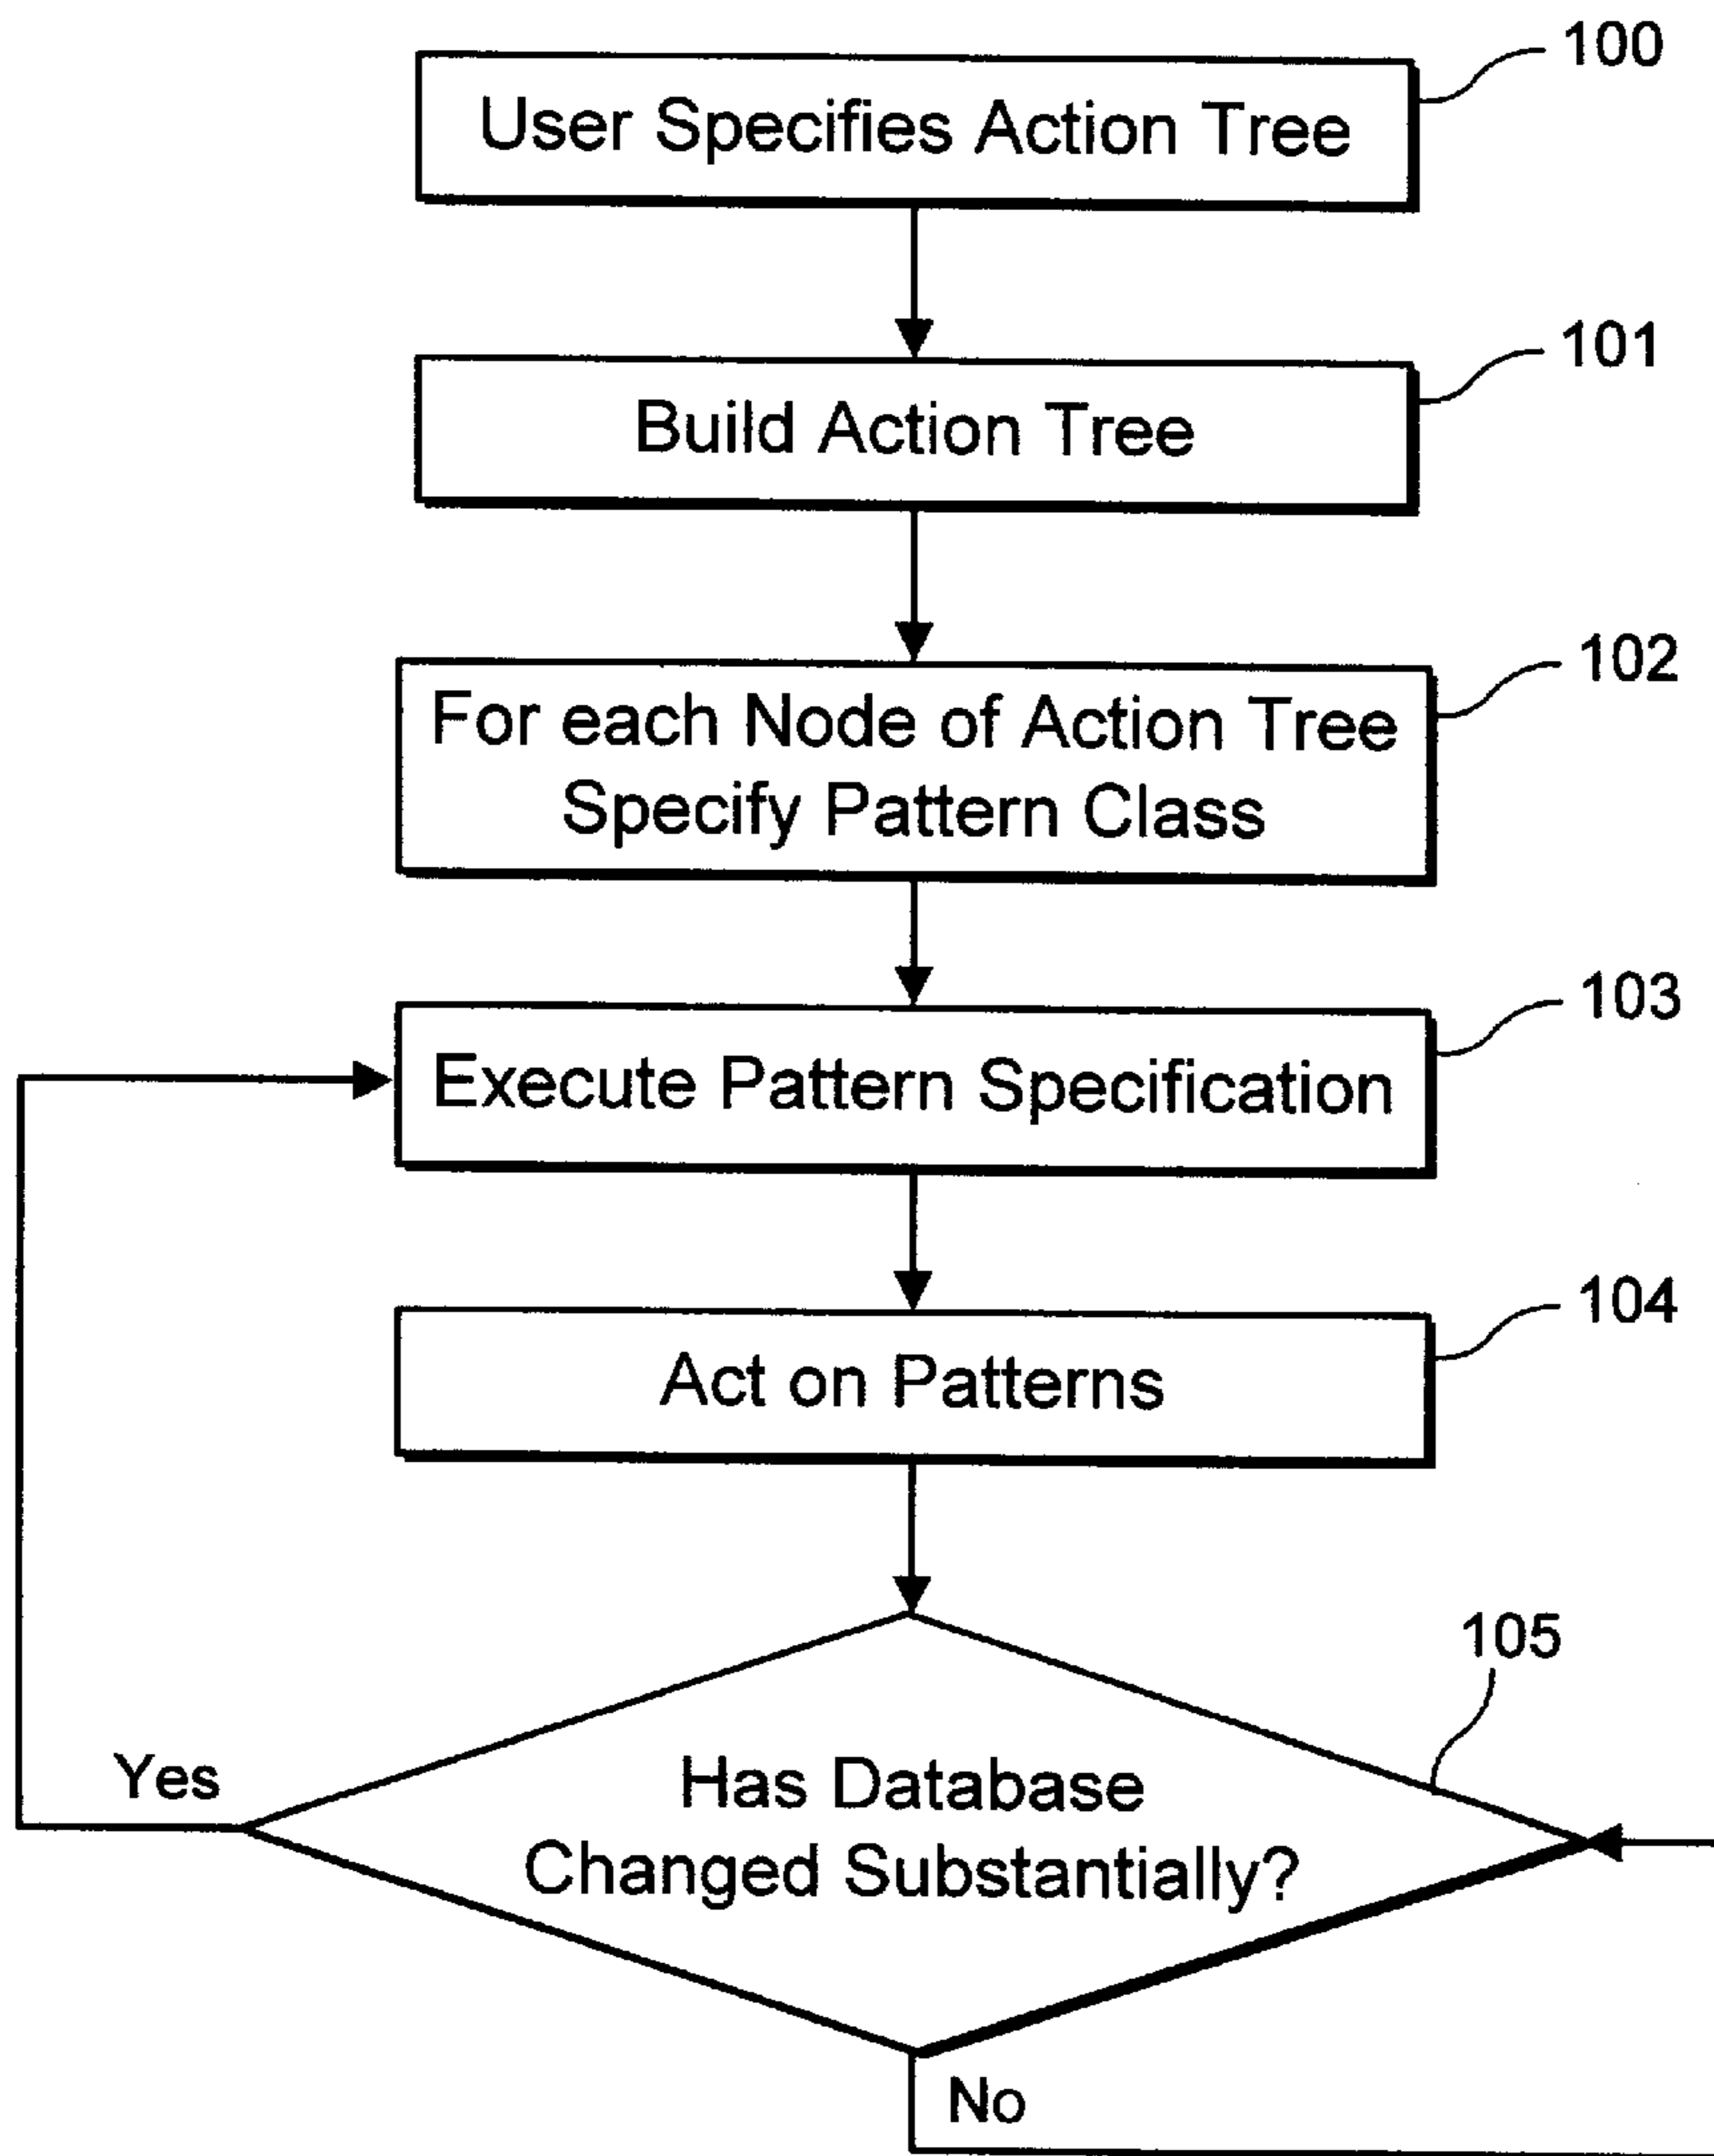 100
User Specifies Action Tree
101
Build Action Tree
102
For each Node of Action Tree
Specify Pattern Class
103
Execute Pattern Specification
104
Act on Patterns
105
Yes
Has Database
Changed Substantially?
No